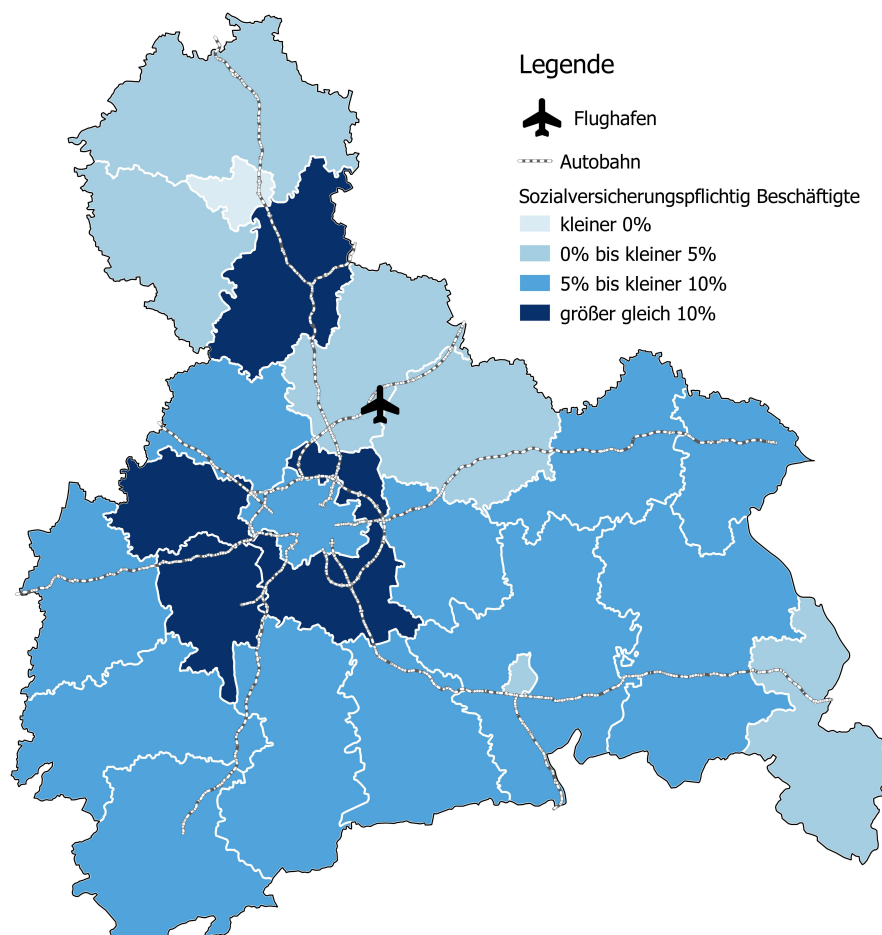 Legende
Flughafen
Autobahn
Sozialversicherungspflichtig Beschäftigte
kleiner 0%
0% bis kleiner 5%
5% bis kleiner 10%
größer gleich 10%